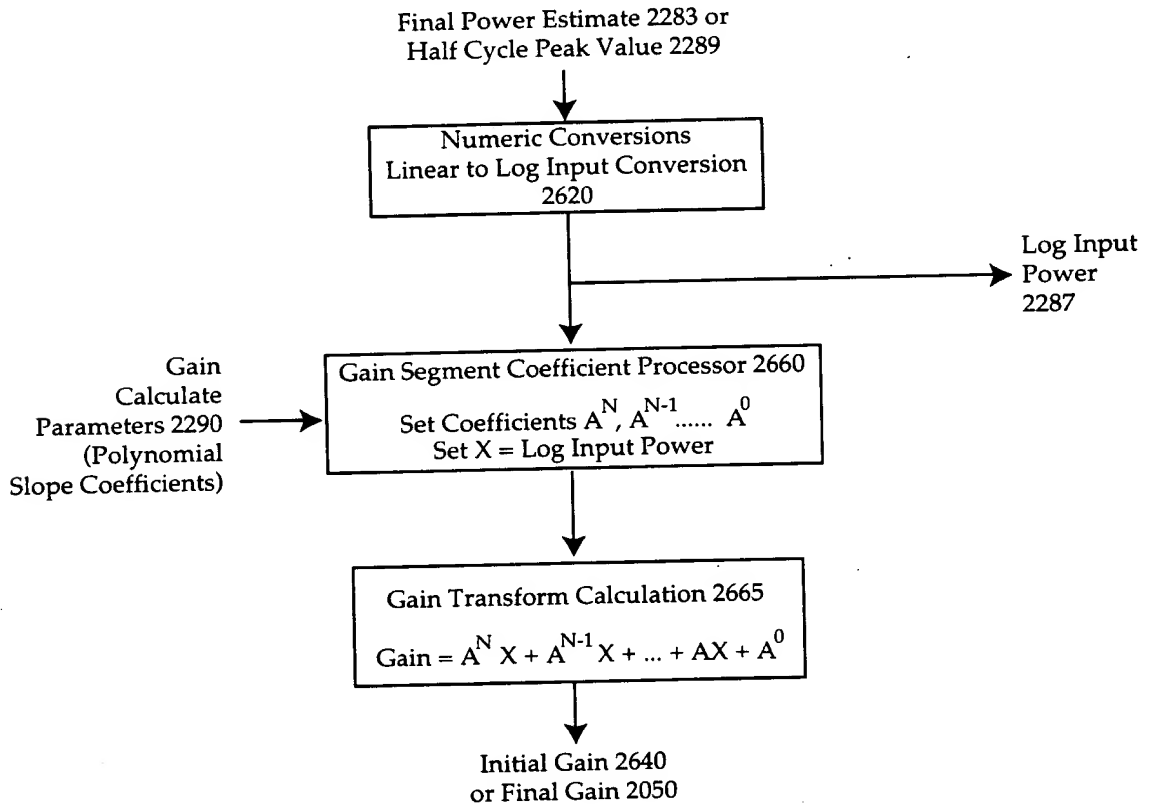 Final Power Estimate 2283 or
Half Cycle Peak Value 2289
Numeric Conversions
Linear to Log Input Conversion
2620
Log Input
Power
2287
Gain
Calculate
Parameters 2290
(Polynomial
Slope Coefficients)
Gain Segment Coefficient Processor 2660
Set Coefficients A^N, A^N-1 ...... A^0
Set X = Log Input Power
Gain Transform Calculation 2665
Gain = A^N X + A^N-1 X + ... + AX + A^0
Initial Gain 2640
or Final Gain 2050